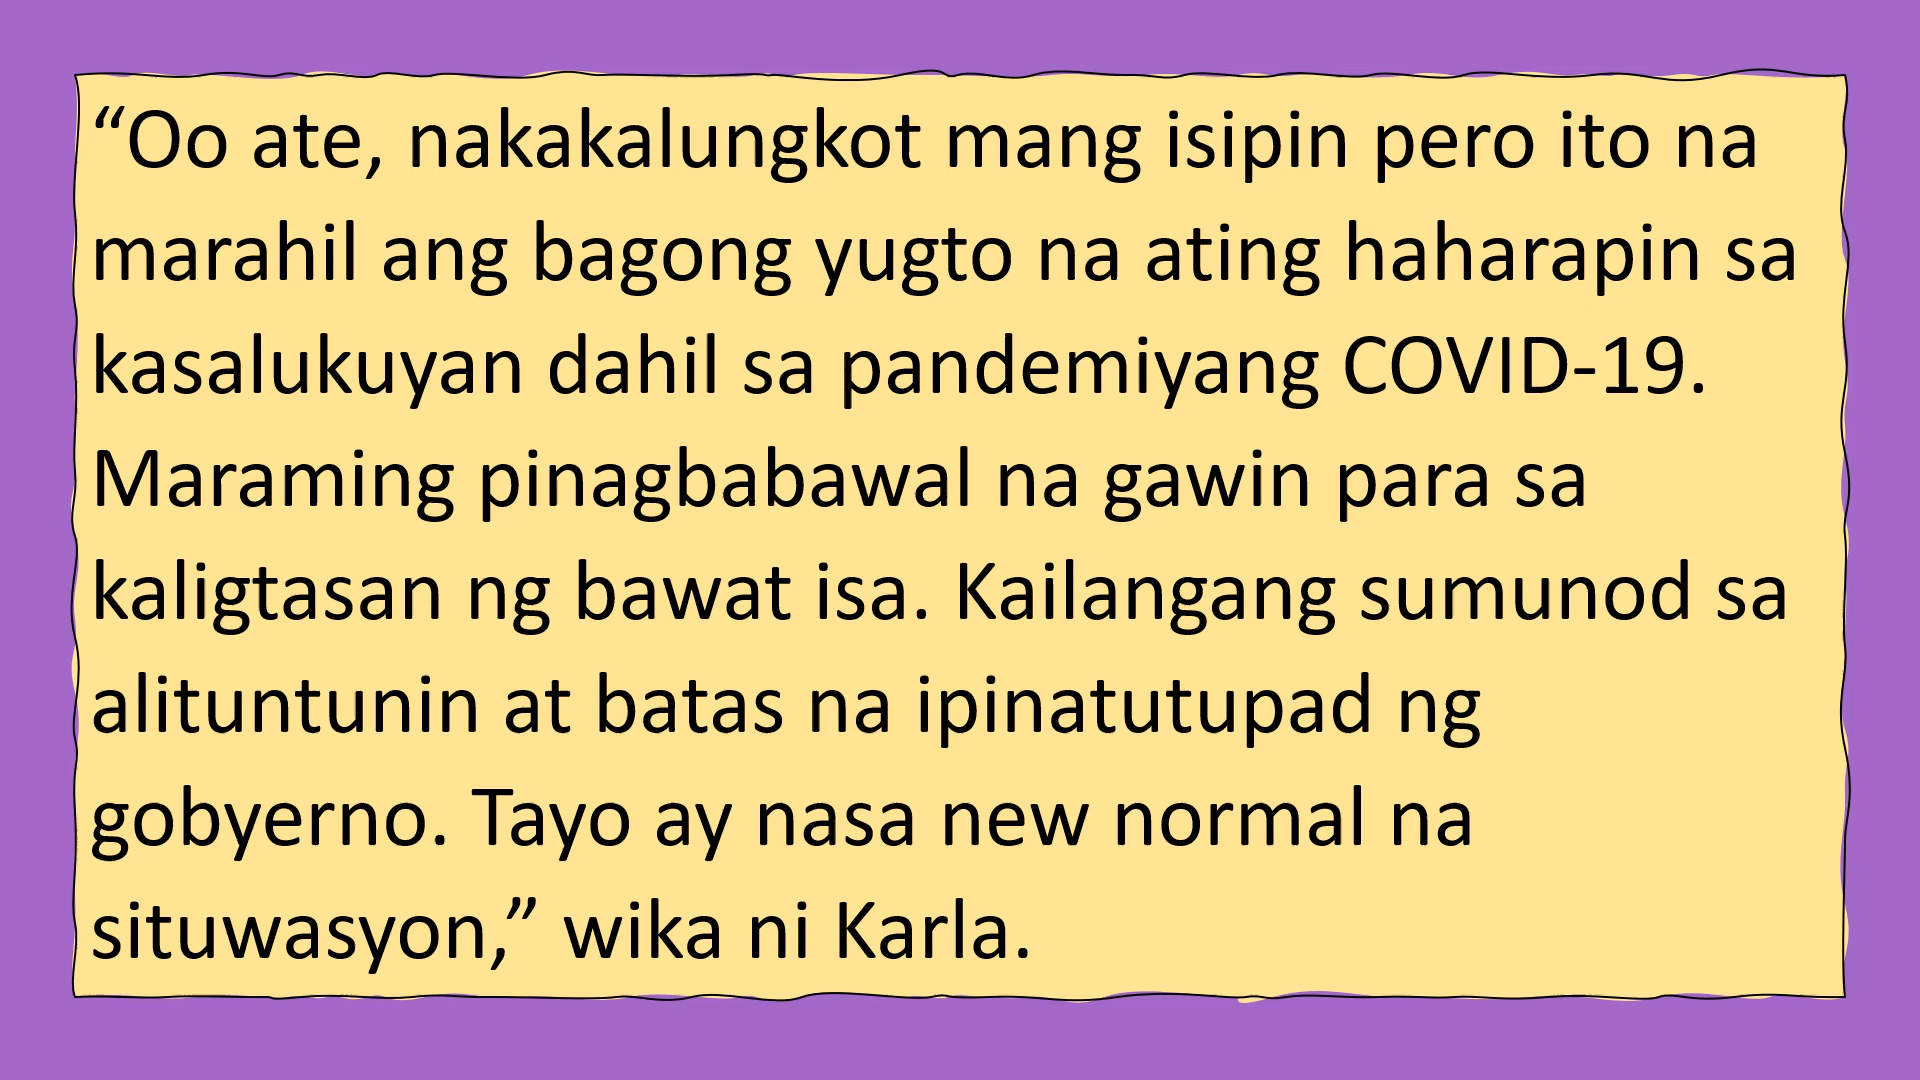 “Oo ate, nakakalungkot mang isipin pero ito na
marahil ang bagong yugto na ating haharapin sa
kasalukuyan dahil sa pandemiyang COVID-19.
Maraming pinagbabawal na gawin para sa
kaligtasan ng bawat isa. Kailangang sumunod sa
alituntunin at batas na ipinatutupad ng
gobyerno. Tayo ay nasa new normal na
situwasyon,” wika ni Karla.